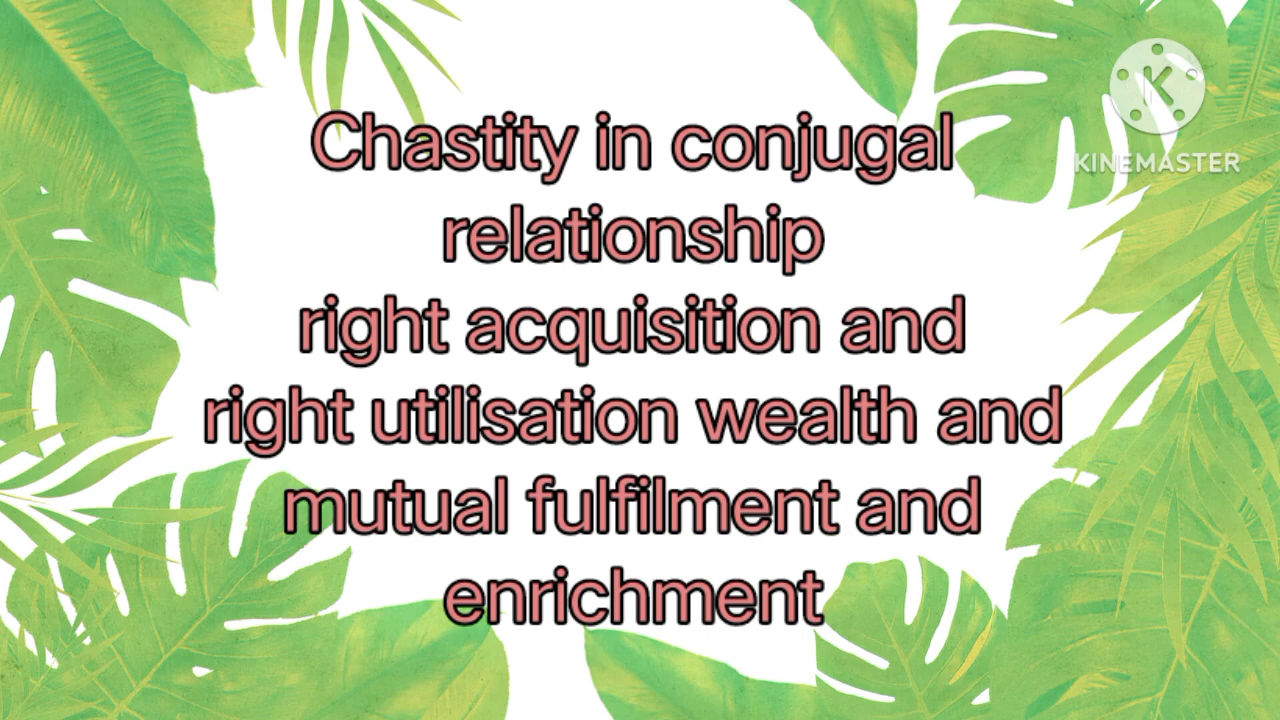 Chastity in conjugal
relationship
right acquisition and
right utilisation wealth and
mutual fulfilment and
enrichment
K
KINEMASTER